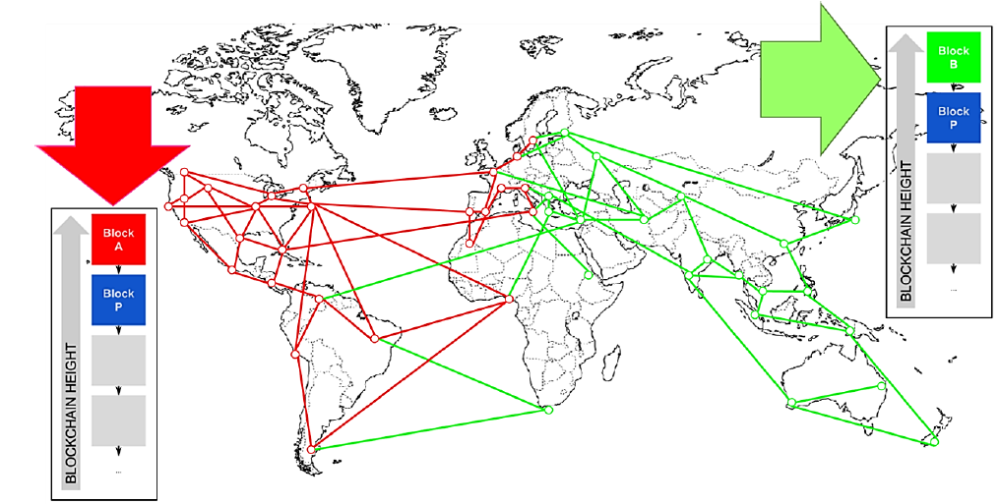 Block
A
Block
P
BLOCKCHAIN HEIGHT
...
Block
B
Block
P
BLOCKCHAIN HEIGHT
...